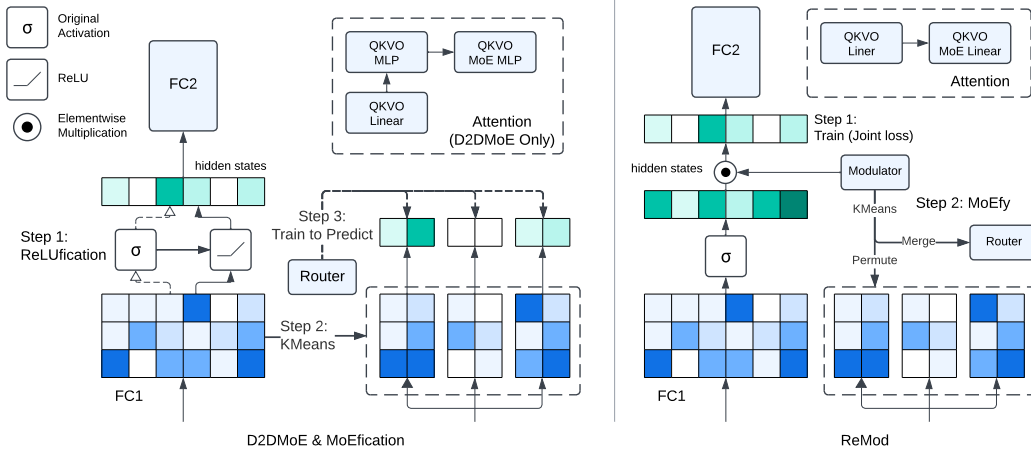 σ
Original
Activation
ReLU
Elementwise
Multiplication
FC2
hidden states
Step 1:
ReLUfication
σ
FC1
QKVO
MLP
QKVO
MoE MLP
QKVO
Linear
Attention
(D2DMoE Only)
Step 3:
Train to Predict
Router
Step 2:
KMeans
D2DMoE & MoEfication
FC2
QKVO
Liner
QKVO
MoE Linear
Attention
Step 1:
Train (Joint loss)
hidden states
Modulator
KMeans
Step 2: MoEfy
Merge
Router
Permute
σ
FC1
ReMod